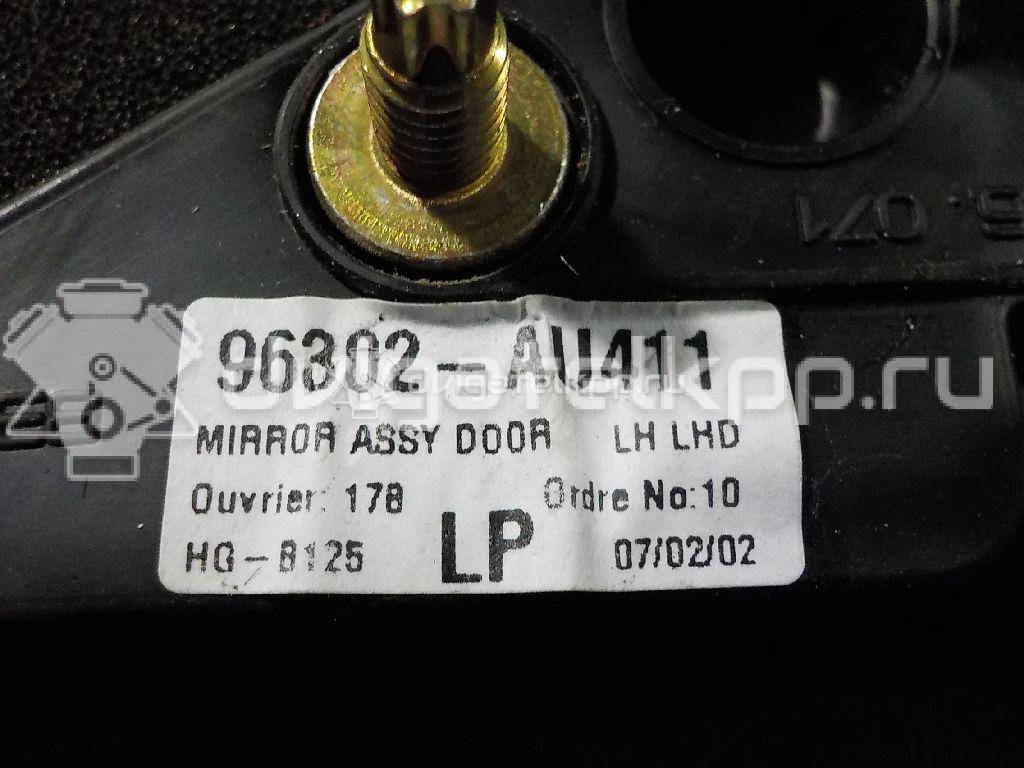 96302-AU411
MIRROR ASSY DOOR LH LHD
Ouvrier: 178 Ordre No:10
HG-8125 LP 07/02/02